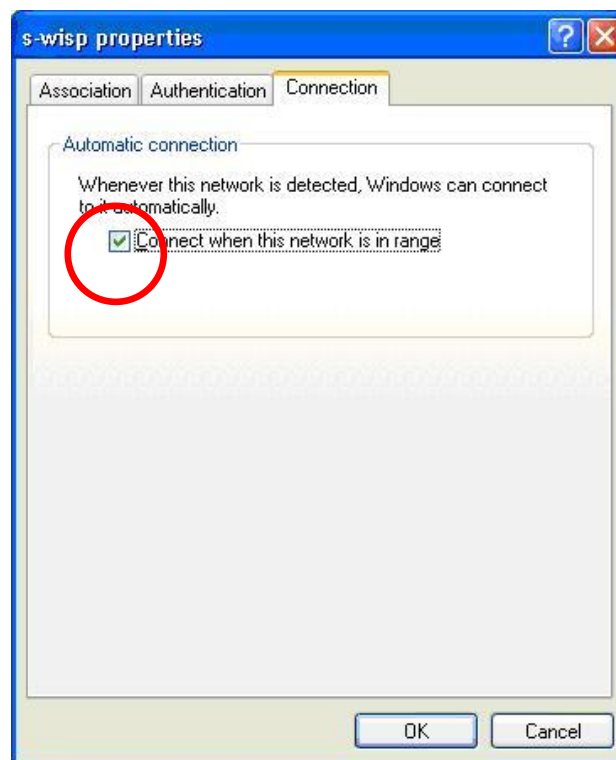 s-wisp properties
Association Authentication Connection
Automatic connection
Whenever this network is detected, Windows can connect
to it automatically.
Connect when this network is in range
OK Cancel